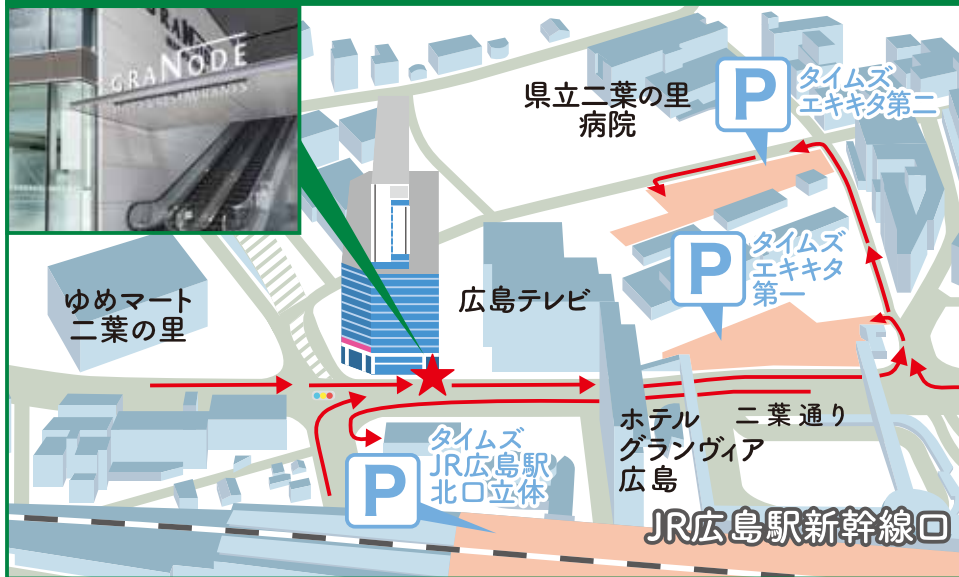 GRANODE
県立二葉の里
病院
P
タイムズ
エキキタ第二
P
タイムズ
エキキタ
第一
ゆめマート
二葉の里
広島テレビ
ホテル
グランヴィア
広島
二葉通り
P
タイムズ
JR広島駅
北口立体
JR広島駅新幹線口